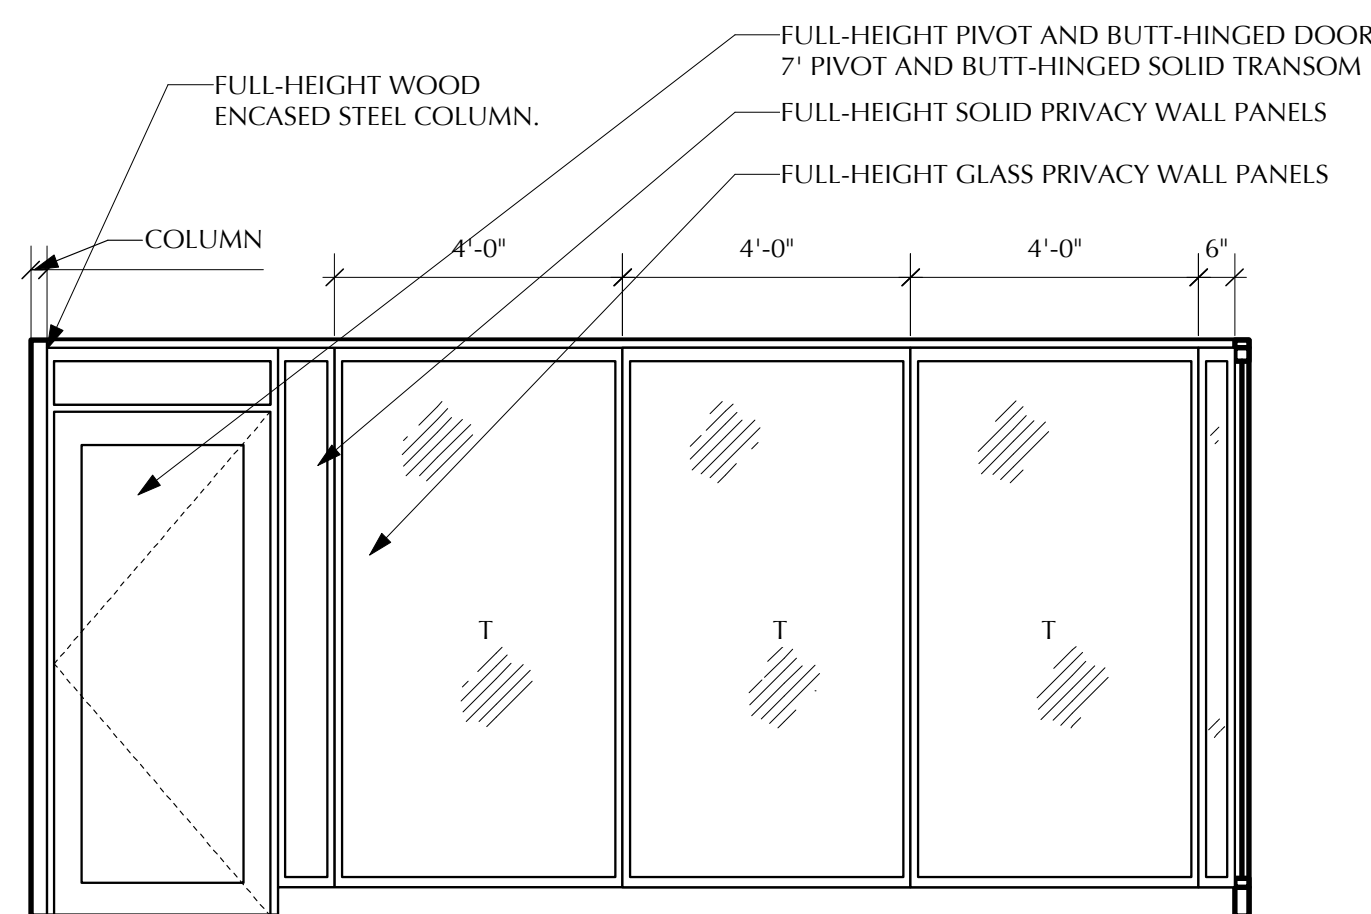 FULL-HEIGHT PIVOT AND BUTT-HINGED DOOR
7' PIVOT AND BUTT-HINGED SOLID TRANSOM
FULL-HEIGHT WOOD
ENCASED STEEL COLUMN.
FULL-HEIGHT SOLID PRIVACY WALL PANELS
FULL-HEIGHT GLASS PRIVACY WALL PANELS
COLUMN
4'-0" 4'-0" 4'-0" 6"
T T T